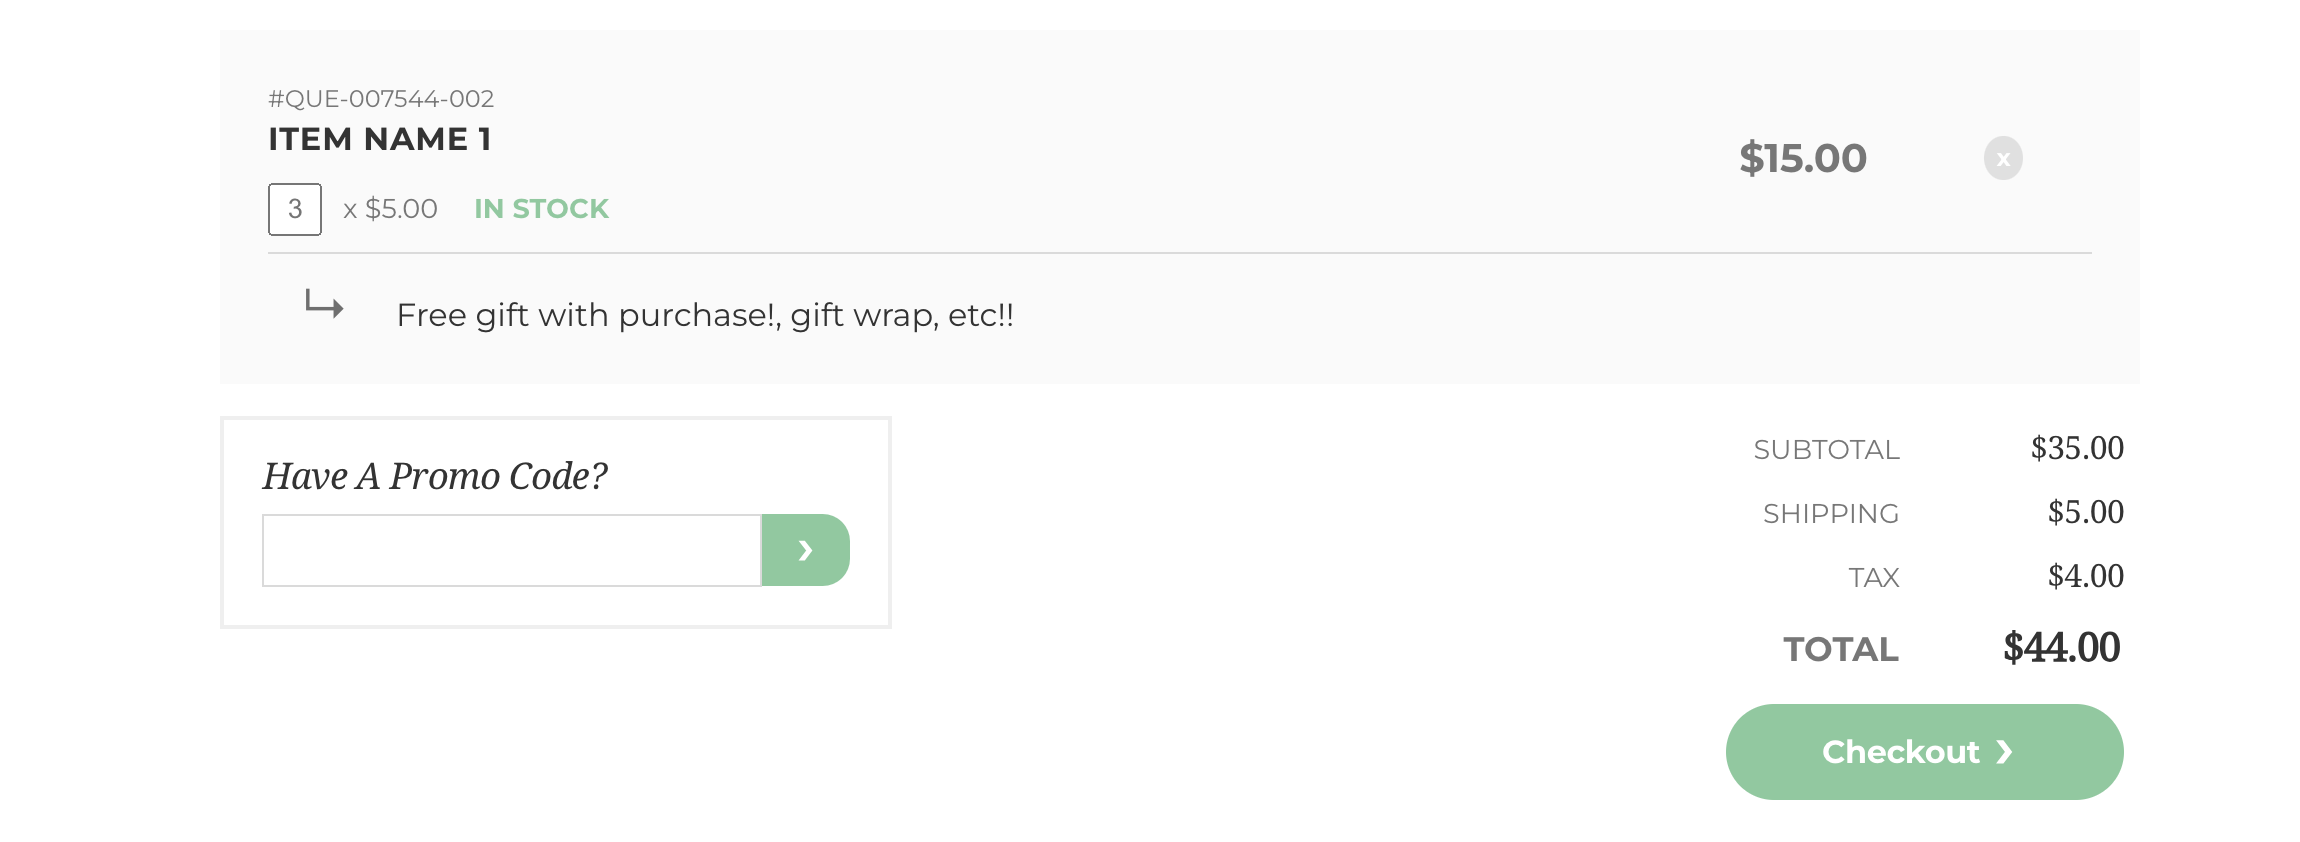 #QUE-007544-002
ITEM NAME 1
3 x $5.00 IN STOCK
$15.00 x
Free gift with purchase!, gift wrap, etc!!
Have A Promo Code?
SUBTOTAL $35.00
SHIPPING $5.00
TAX $4.00
TOTAL $44.00
Checkout